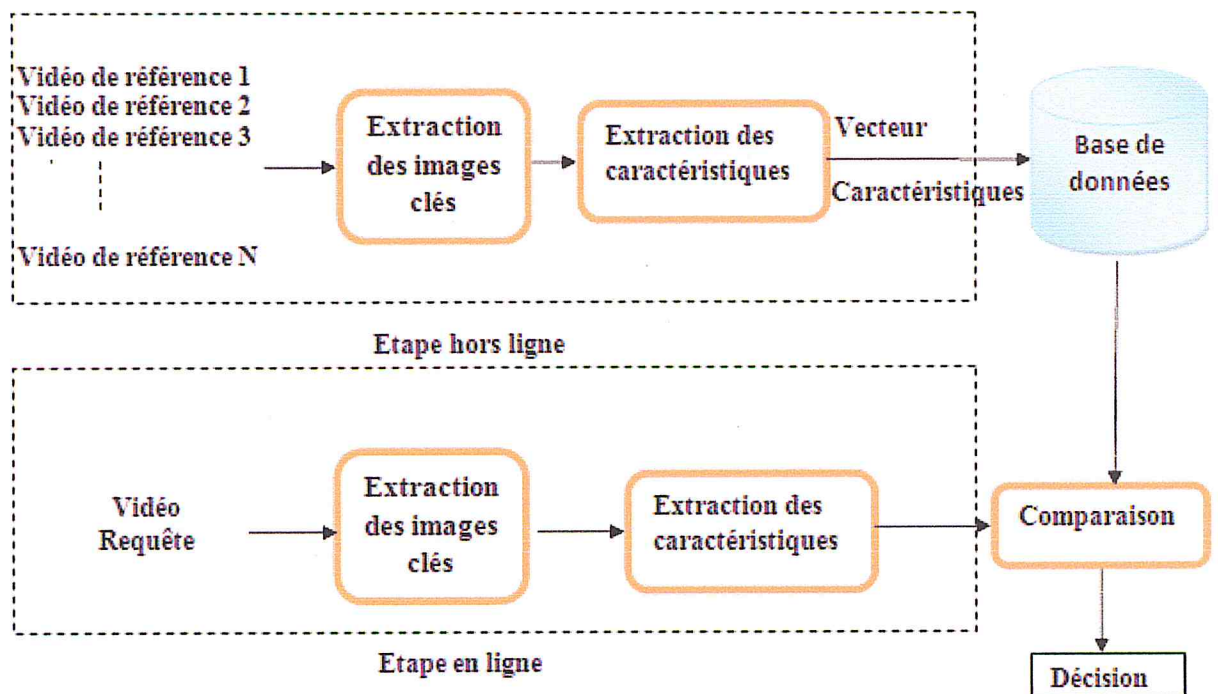 Vidéo de référence 1
Vidéo de référence 2
Vidéo de référence 3
Vidéo de référence N
Extraction
des images
clés
Extraction des
caractéristiques
Vecteur
Caractéristiques
Base de
données
Etape hors ligne
Vidéo
Requête
Extraction
des images
clés
Extraction des
caractéristiques
Comparaison
Etape en ligne
Décision